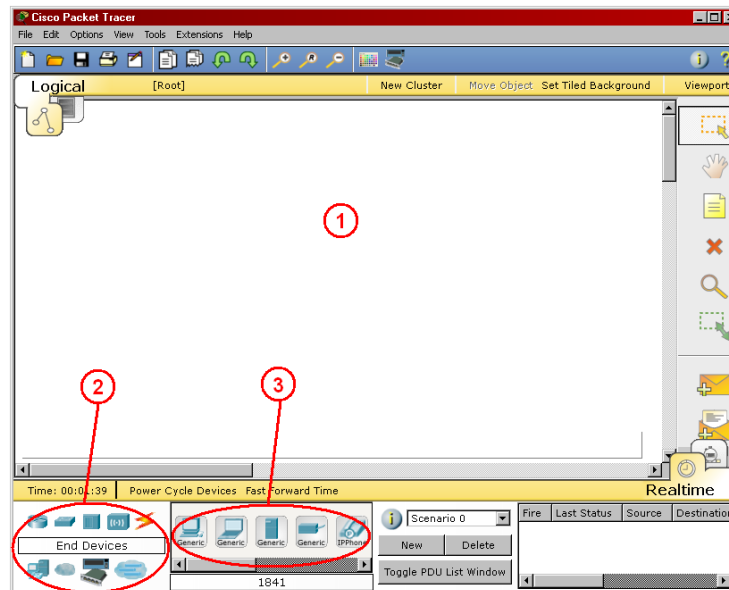 Cisco Packet Tracer
File Edit Options View Tools Extensions Help
Logical [Root] New Cluster Move Object Set Tiled Background Viewport
1
2
3
Time: 00:01:39 Power Cycle Devices Fast Forward Time Realtime
End Devices
Generic Generic Generic Generic IPPhone
1841
Scenario 0
New Delete
Toggle PDU List Window
Fire Last Status Source Destination